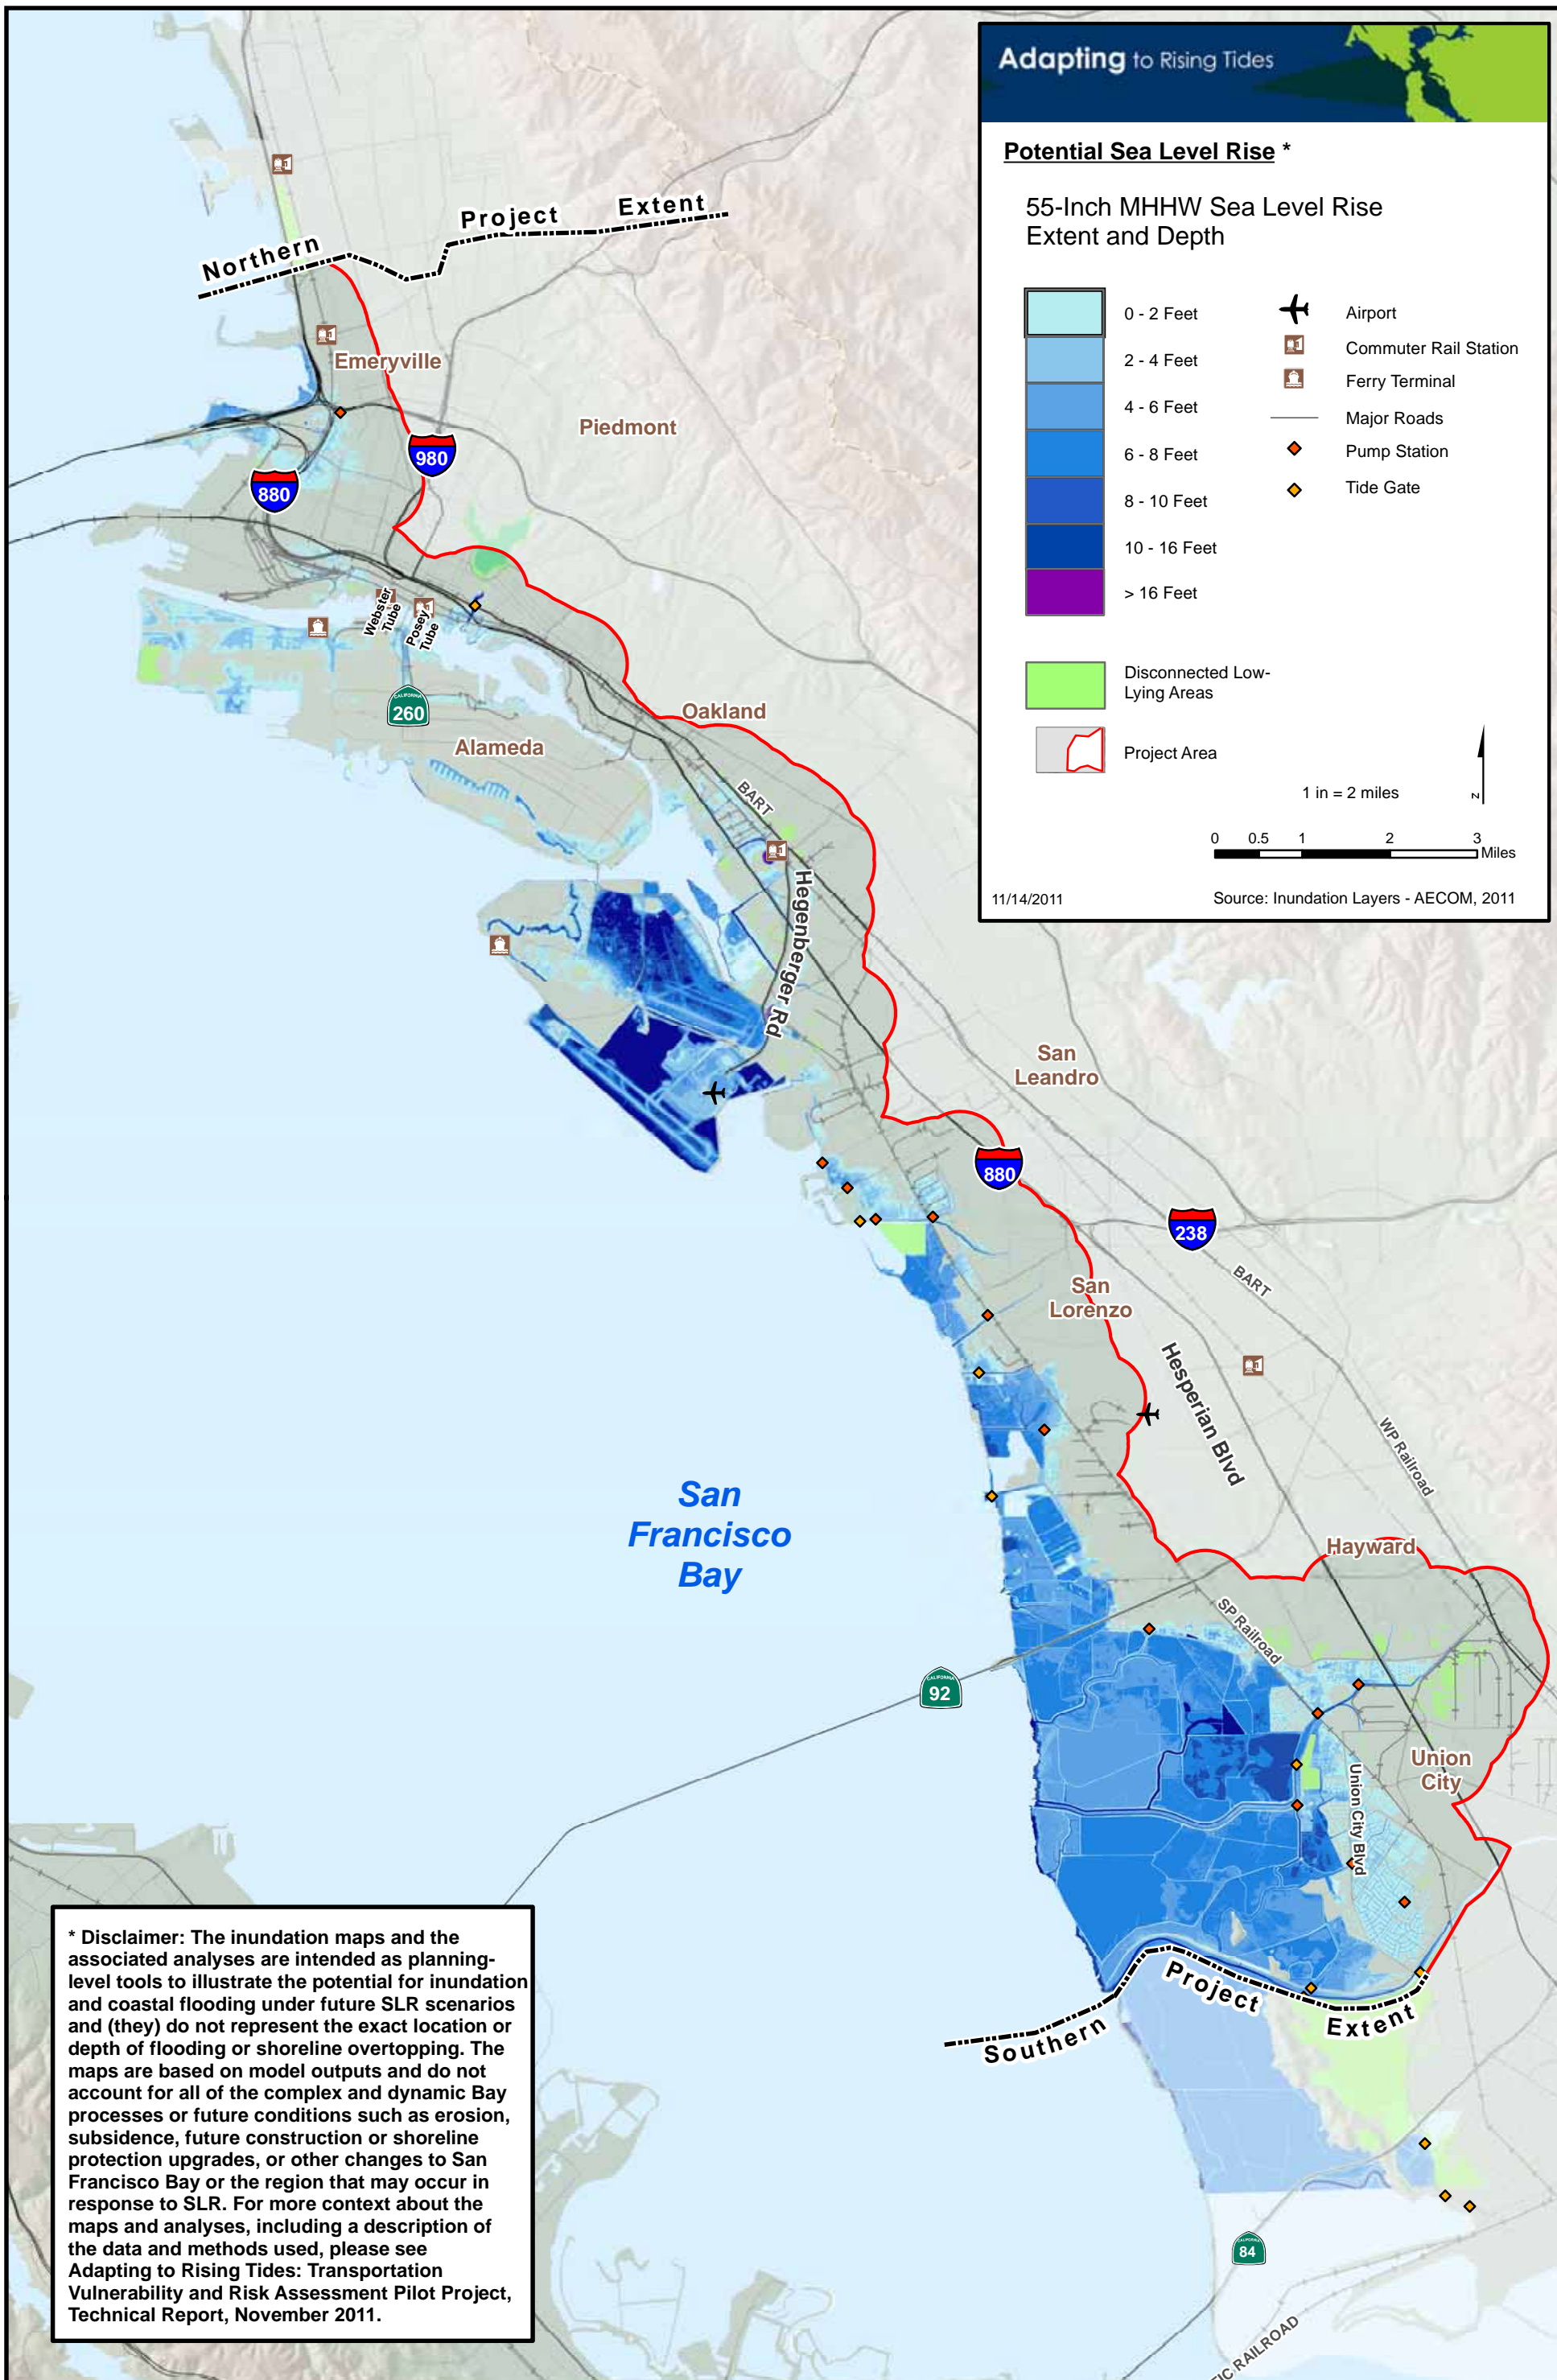 Adapting to Rising Tides
Potential Sea Level Rise *
55-Inch MHHW Sea Level Rise
Extent and Depth
0 - 2 Feet
2 - 4 Feet
4 - 6 Feet
6 - 8 Feet
8 - 10 Feet
10 - 16 Feet
> 16 Feet
Disconnected Low-
Lying Areas
Project Area
Airport
Commuter Rail Station
Ferry Terminal
Major Roads
Pump Station
Tide Gate
1 in = 2 miles
N
0 0.5 1 2 3
Miles
11/14/2011
Source: Inundation Layers - AECOM, 2011
Northern Project Extent
Emeryville
Piedmont
980
880
Webster
Tube
Posey
Tube
CALIFORNIA
260
Alameda
Oakland
BART
Hegenberger Rd
San
Leandro
880
238
BART
San
Lorenzo
Hesperian Blvd
WP Railroad
San
Francisco
Bay
Hayward
SP Railroad
CALIFORNIA
92
Union
City
Union City Blvd
Southern Project Extent
CALIFORNIA
84
IC RAILROAD
* Disclaimer: The inundation maps and the
associated analyses are intended as planning-
level tools to illustrate the potential for inundation
and coastal flooding under future SLR scenarios
and (they) do not represent the exact location or
depth of flooding or shoreline overtopping. The
maps are based on model outputs and do not
account for all of the complex and dynamic Bay
processes or future conditions such as erosion,
subsidence, future construction or shoreline
protection upgrades, or other changes to San
Francisco Bay or the region that may occur in
response to SLR. For more context about the
maps and analyses, including a description of
the data and methods used, please see
Adapting to Rising Tides: Transportation
Vulnerability and Risk Assessment Pilot Project,
Technical Report, November 2011.